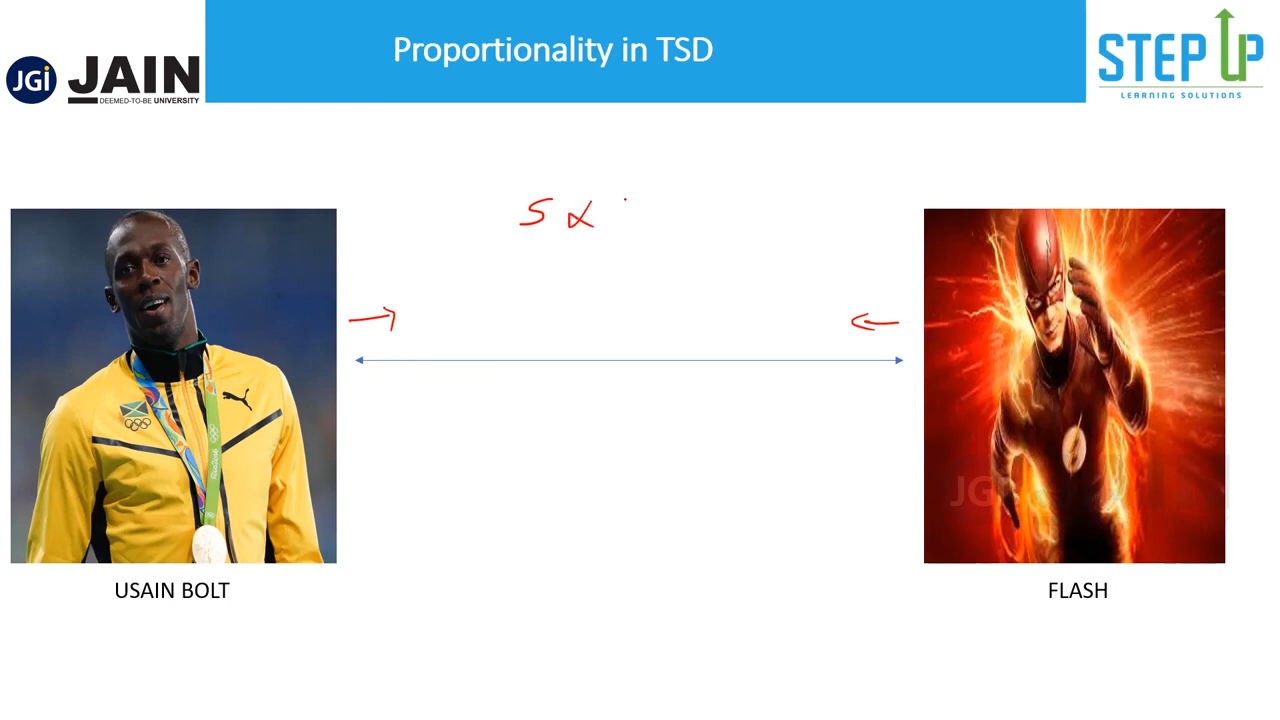 Proportionality in TSD
JGi JAIN
DEEMED-TO-BE UNIVERSITY
STEP UP
LEARNING SOLUTIONS
S ∝
USAIN BOLT
FLASH